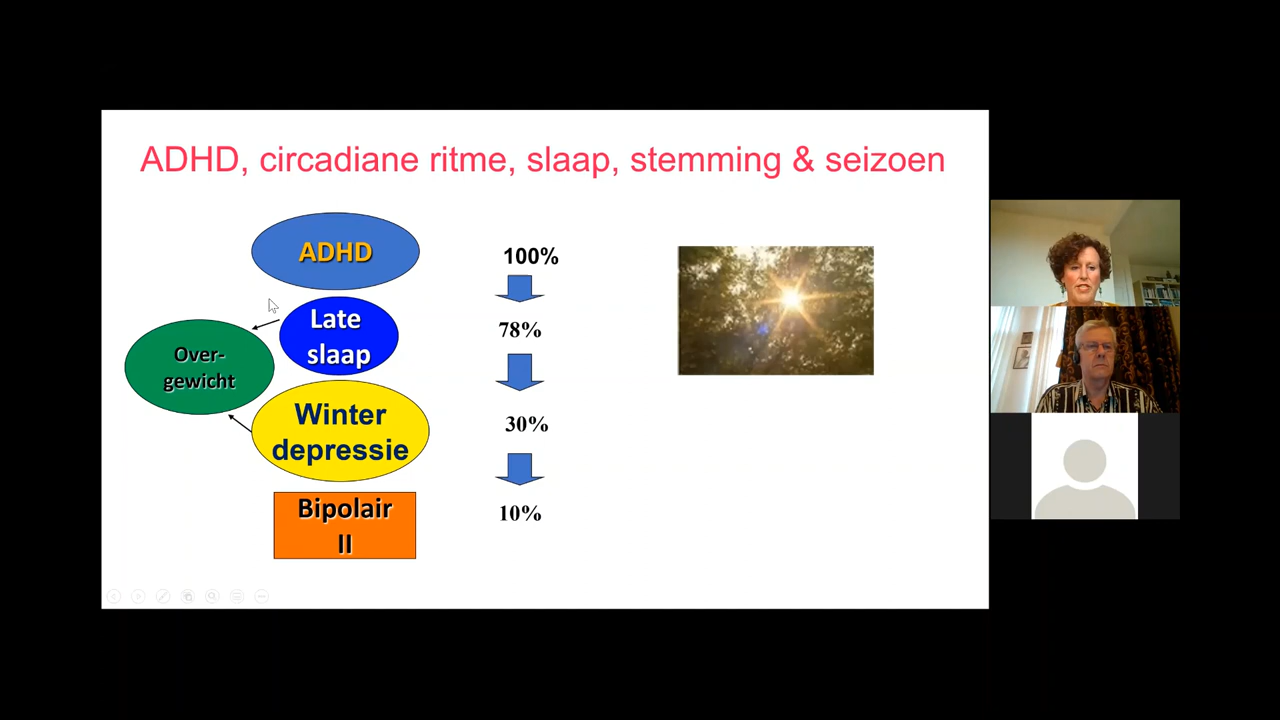 ADHD, circadiane ritme, slaap, stemming & seizoen
ADHD
100%
Late
slaap
78%
Over-
gewicht
Winter
depressie
30%
Bipolair
II
10%